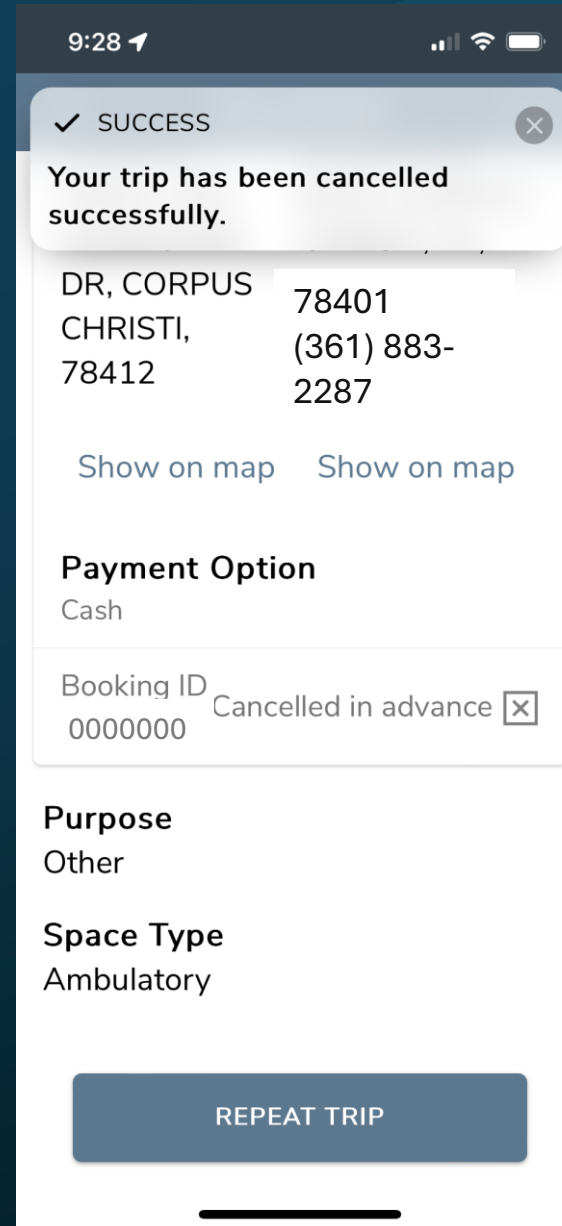 9:28
SUCCESS
Your trip has been cancelled
successfully.
DR, CORPUS
CHRISTI,
78412
78401
(361) 883-
2287
Show on map
Show on map
Payment Option
Cash
Booking ID
0000000
Cancelled in advance
Purpose
Other
Space Type
Ambulatory
REPEAT TRIP